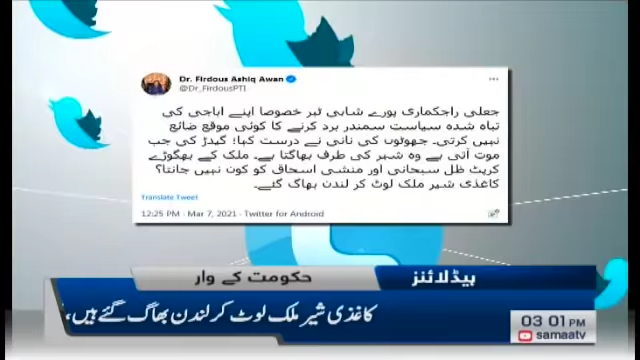 Dr. Firdous Ashiq Awan
@Dr_FirdousPTI
جعلی راجکماری پورے شاہی ٹبر خصوصا اپنے اباجی کی
تباہ شدہ سیاست سمندر برد کرنے کا کوئی موقع ضائع
نہیں کرتی۔ جھوٹوں کی نانی نے درست کہا؛ گیدڑ کی جب
موت آتی ہے وہ شہر کی طرف بھاگتا ہے۔ ملک کے بھگوڑے
کرپٹ ظل سبحانی اور منشی اسحاق کو کون نہیں جانتا؟
کاغذی شیر ملک لوٹ کر لندن بھاگ گئے۔
Translate Tweet
12:25 PM · Mar 7, 2021 · Twitter for Android
ہیڈلائنز
حکومت کے وار
کاغذی شیر ملک لوٹ کر لندن بھاگ گئے ہیں،
03 01 PM
samaatv